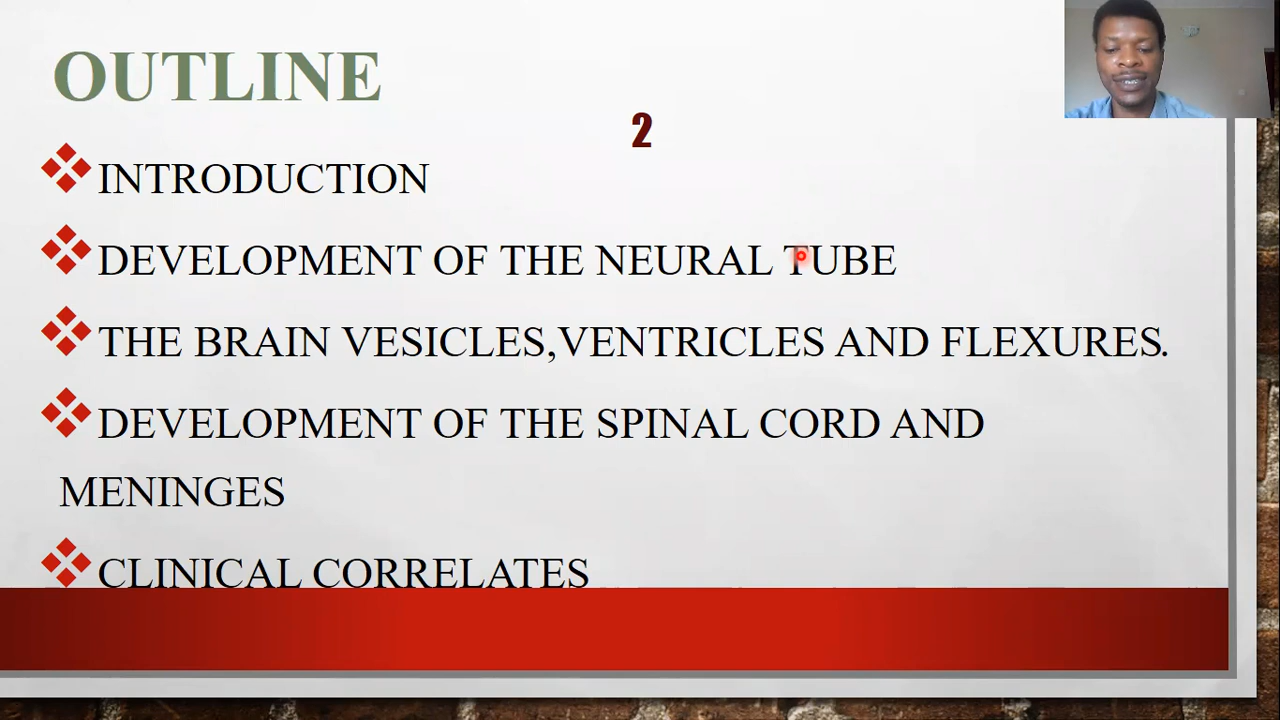 OUTLINE
2
INTRODUCTION
DEVELOPMENT OF THE NEURAL TUBE
THE BRAIN VESICLES,VENTRICLES AND FLEXURES.
DEVELOPMENT OF THE SPINAL CORD AND
MENINGES
CLINICAL CORRELATES